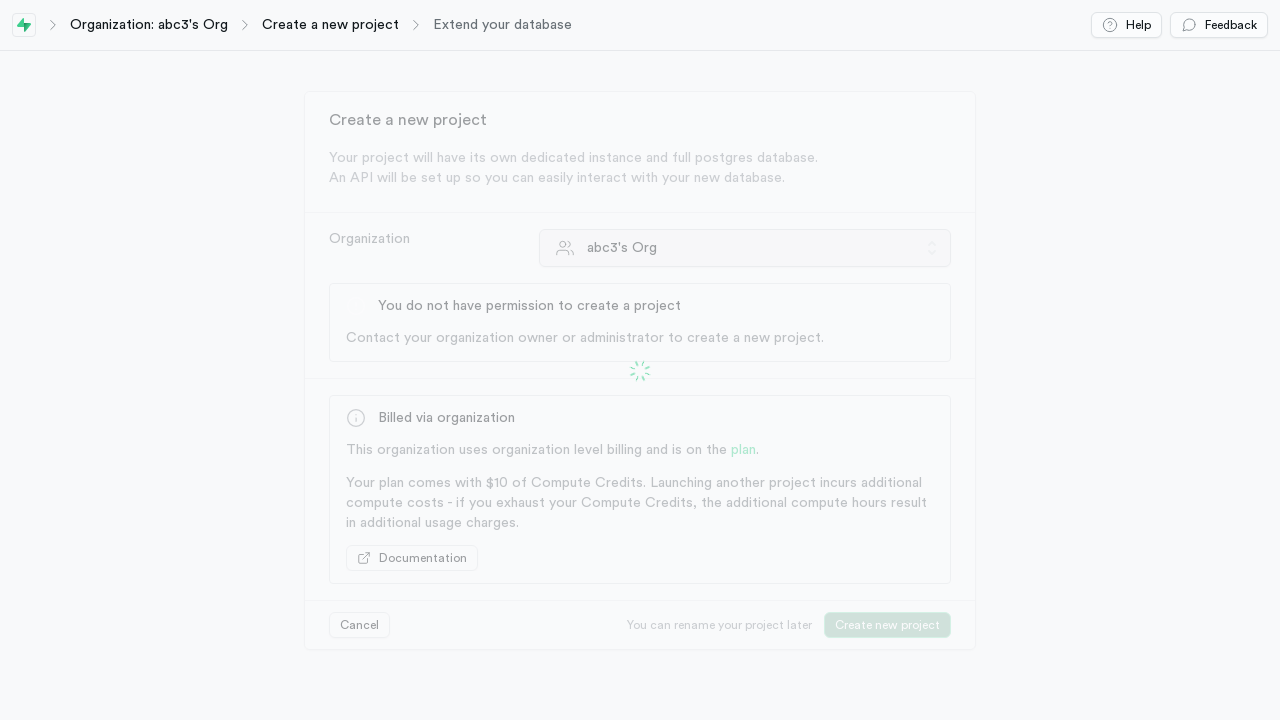 Organization: abc3's Org
Create a new project
Extend your database
Help
Feedback
Create a new project
Your project will have its own dedicated instance and full postgres database.
An API will be set up so you can easily interact with your new database.
Organization
abc3's Org
You do not have permission to create a project
Contact your organization owner or administrator to create a new project.
Billed via organization
This organization uses organization level billing and is on the plan.
Your plan comes with $10 of Compute Credits. Launching another project incurs additional
compute costs - if you exhaust your Compute Credits, the additional compute hours result
in additional usage charges.
Documentation
Cancel
You can rename your project later
Create new project